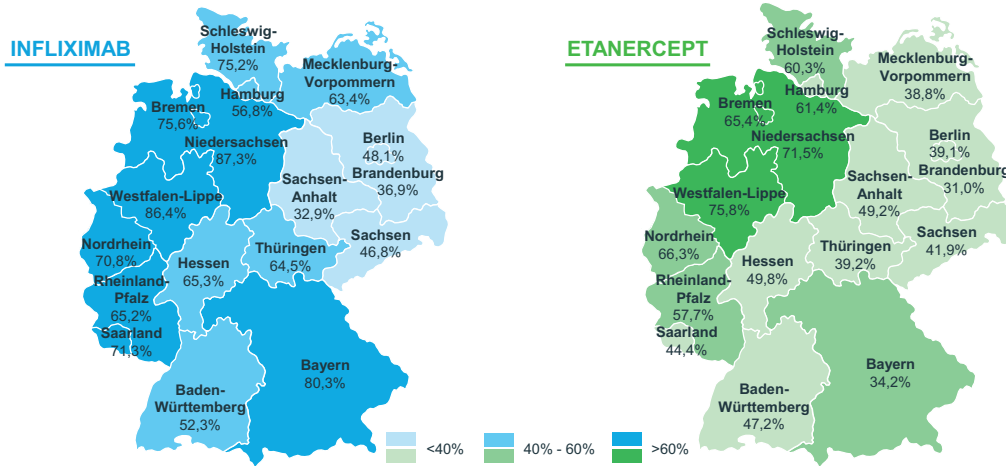 INFLIXIMAB
Schleswig-
Holstein
75,2%
Mecklenburg-
Vorpommern
63,4%
Hamburg
56,8%
Bremen
75,6%
Niedersachsen
87,3%
Berlin
48,1%
Brandenburg
36,9%
Sachsen-
Anhalt
32,9%
Westfalen-Lippe
86,4%
Nordrhein
70,8%
Hessen
65,3%
Thüringen
64,5%
Sachsen
46,8%
Rheinland-
Pfalz
65,2%
Saarland
71,3%
Bayern
80,3%
Baden-
Württemberg
52,3%
ETANERCEPT
Schleswig-
Holstein
60,3%
Mecklenburg-
Vorpommern
38,8%
Hamburg
61,4%
Bremen
65,4%
Niedersachsen
71,5%
Berlin
39,1%
Brandenburg
31,0%
Sachsen-
Anhalt
49,2%
Westfalen-Lippe
75,8%
Nordrhein
66,3%
Hessen
49,8%
Thüringen
39,2%
Sachsen
41,9%
Rheinland-
Pfalz
57,7%
Saarland
44,4%
Bayern
34,2%
Baden-
Württemberg
47,2%
<40%
40% - 60%
>60%